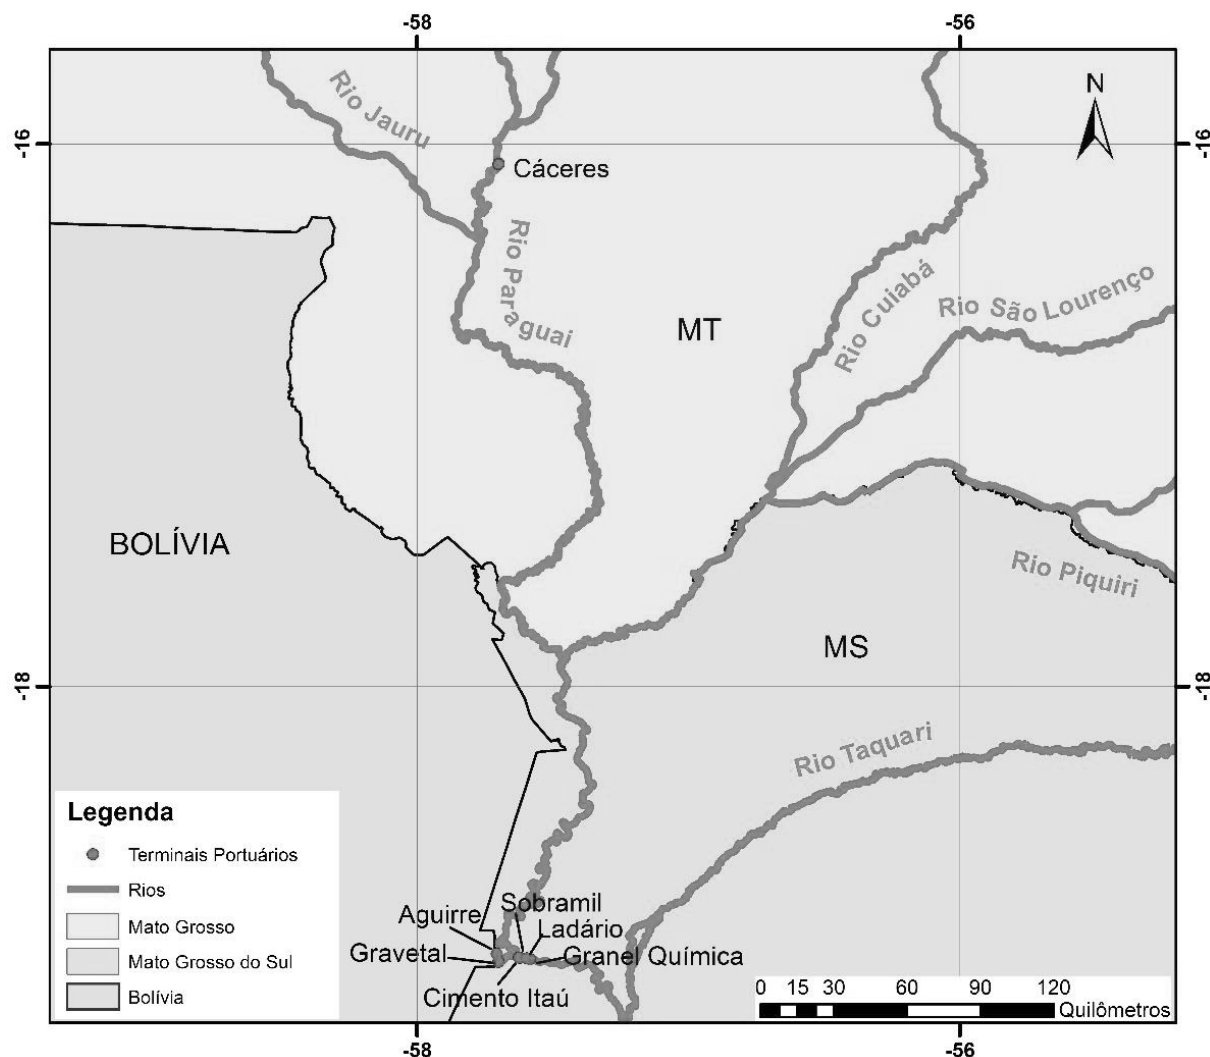 -58
-56
N
-16
-16
Rio Jauru
Cáceres
Rio Paraguai
MT
Rio Cuiabá
Rio São Lourenço
BOLÍVIA
Rio Piquiri
MS
-18
-18
Rio Taquari
Legenda
Terminais Portuários
Rios
Mato Grosso
Mato Grosso do Sul
Bolívia
Sobramil
Aguirre
Ladário
Gravetal
Granel Química
Cimento Itaú
0 15 30 60 90 120
Quilômetros
-58
-56